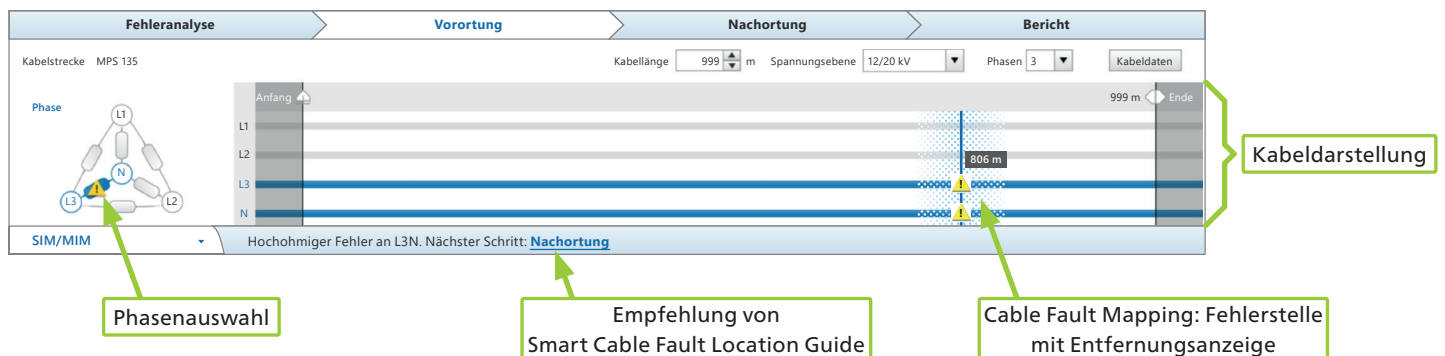 Fehleranalyse Vorortung Nachortung Bericht
Kabelstrecke MPS 135 Kabellänge 999 m Spannungsebene 12/20 kV Phasen 3 Kabeldaten
Phase
Anfang 999 m Ende
L1
L1
L2
806 m
N
L3
L3 L2
N
Kabeldarstellung
SIM/MIM Hochohmiger Fehler an L3N. Nächster Schritt: Nachortung
Phasenauswahl
Empfehlung von
Smart Cable Fault Location Guide
Cable Fault Mapping: Fehlerstelle
mit Entfernungsanzeige